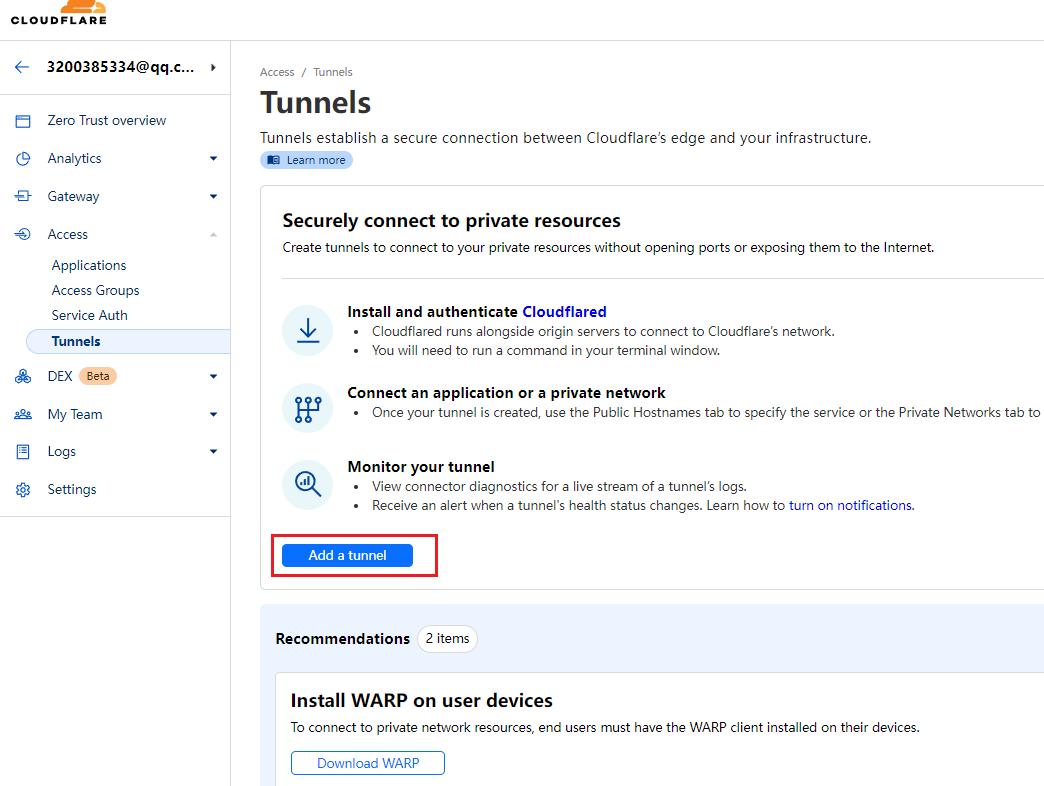 CLOUDFLARE
3200385334@qq.c...
Zero Trust overview
Analytics
Gateway
Access
Applications
Access Groups
Service Auth
Tunnels
DEX Beta
My Team
Logs
Settings
Access / Tunnels
Tunnels
Tunnels establish a secure connection between Cloudflare’s edge and your infrastructure.
Learn more
Securely connect to private resources
Create tunnels to connect to your private resources without opening ports or exposing them to the Internet.
Install and authenticate Cloudflared
• Cloudflared runs alongside origin servers to connect to Cloudflare’s network.
• You will need to run a command in your terminal window.
Connect an application or a private network
• Once your tunnel is created, use the Public Hostnames tab to specify the service or the Private Networks tab to
Monitor your tunnel
• View connector diagnostics for a live stream of a tunnel’s logs.
• Receive an alert when a tunnel's health status changes. Learn how to turn on notifications.
Add a tunnel
Recommendations 2 items
Install WARP on user devices
To connect to private network resources, end users must have the WARP client installed on their devices.
Download WARP